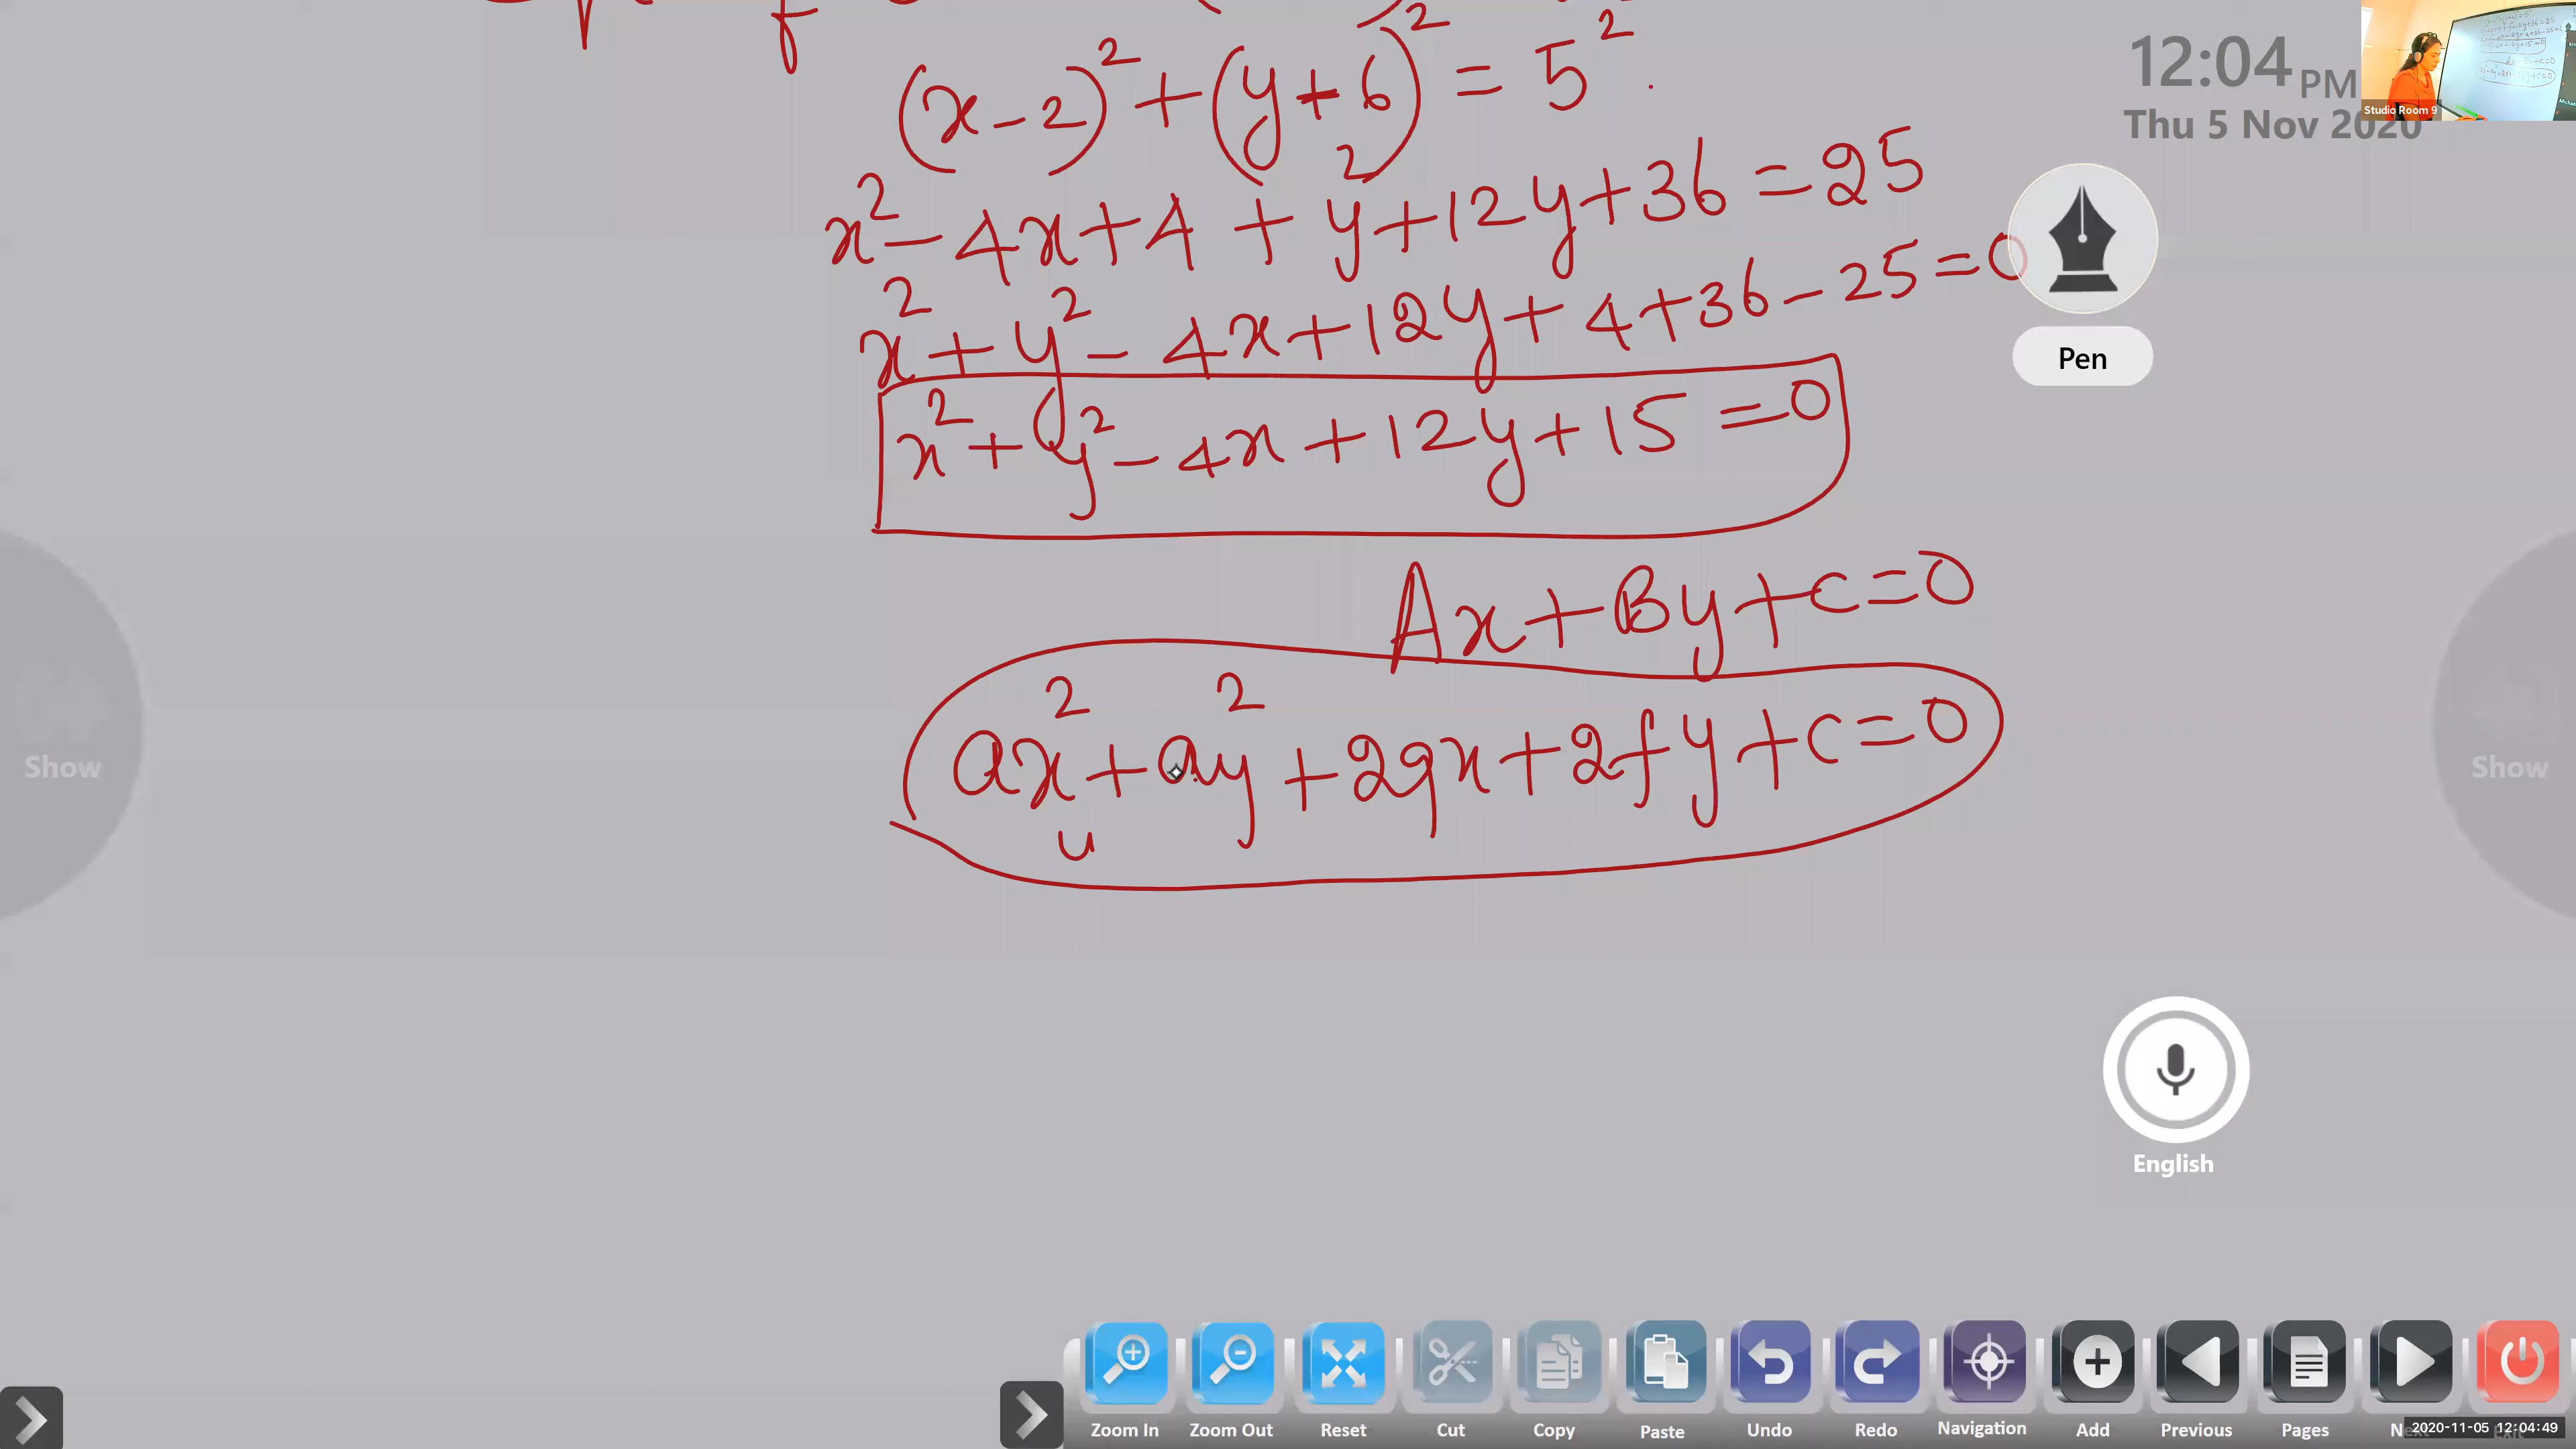 (x-2)² + (y+6)² = 5².
x² - 4x + 4 + y² + 12y + 36 = 25
x² + y² - 4x + 12y + 4 + 36 - 25 = 0
x² + y² - 4x + 12y + 15 = 0
Ax + By + c = 0
ax² + ay² + 2gx + 2fy + c = 0
12:04 PM
Thu 5 Nov 2020
Studio Room 9
Pen
Show
Show
English
Zoom In
Zoom Out
Reset
Cut
Copy
Paste
Undo
Redo
Navigation
Add
Previous
Pages
2020-11-05 12:04:49